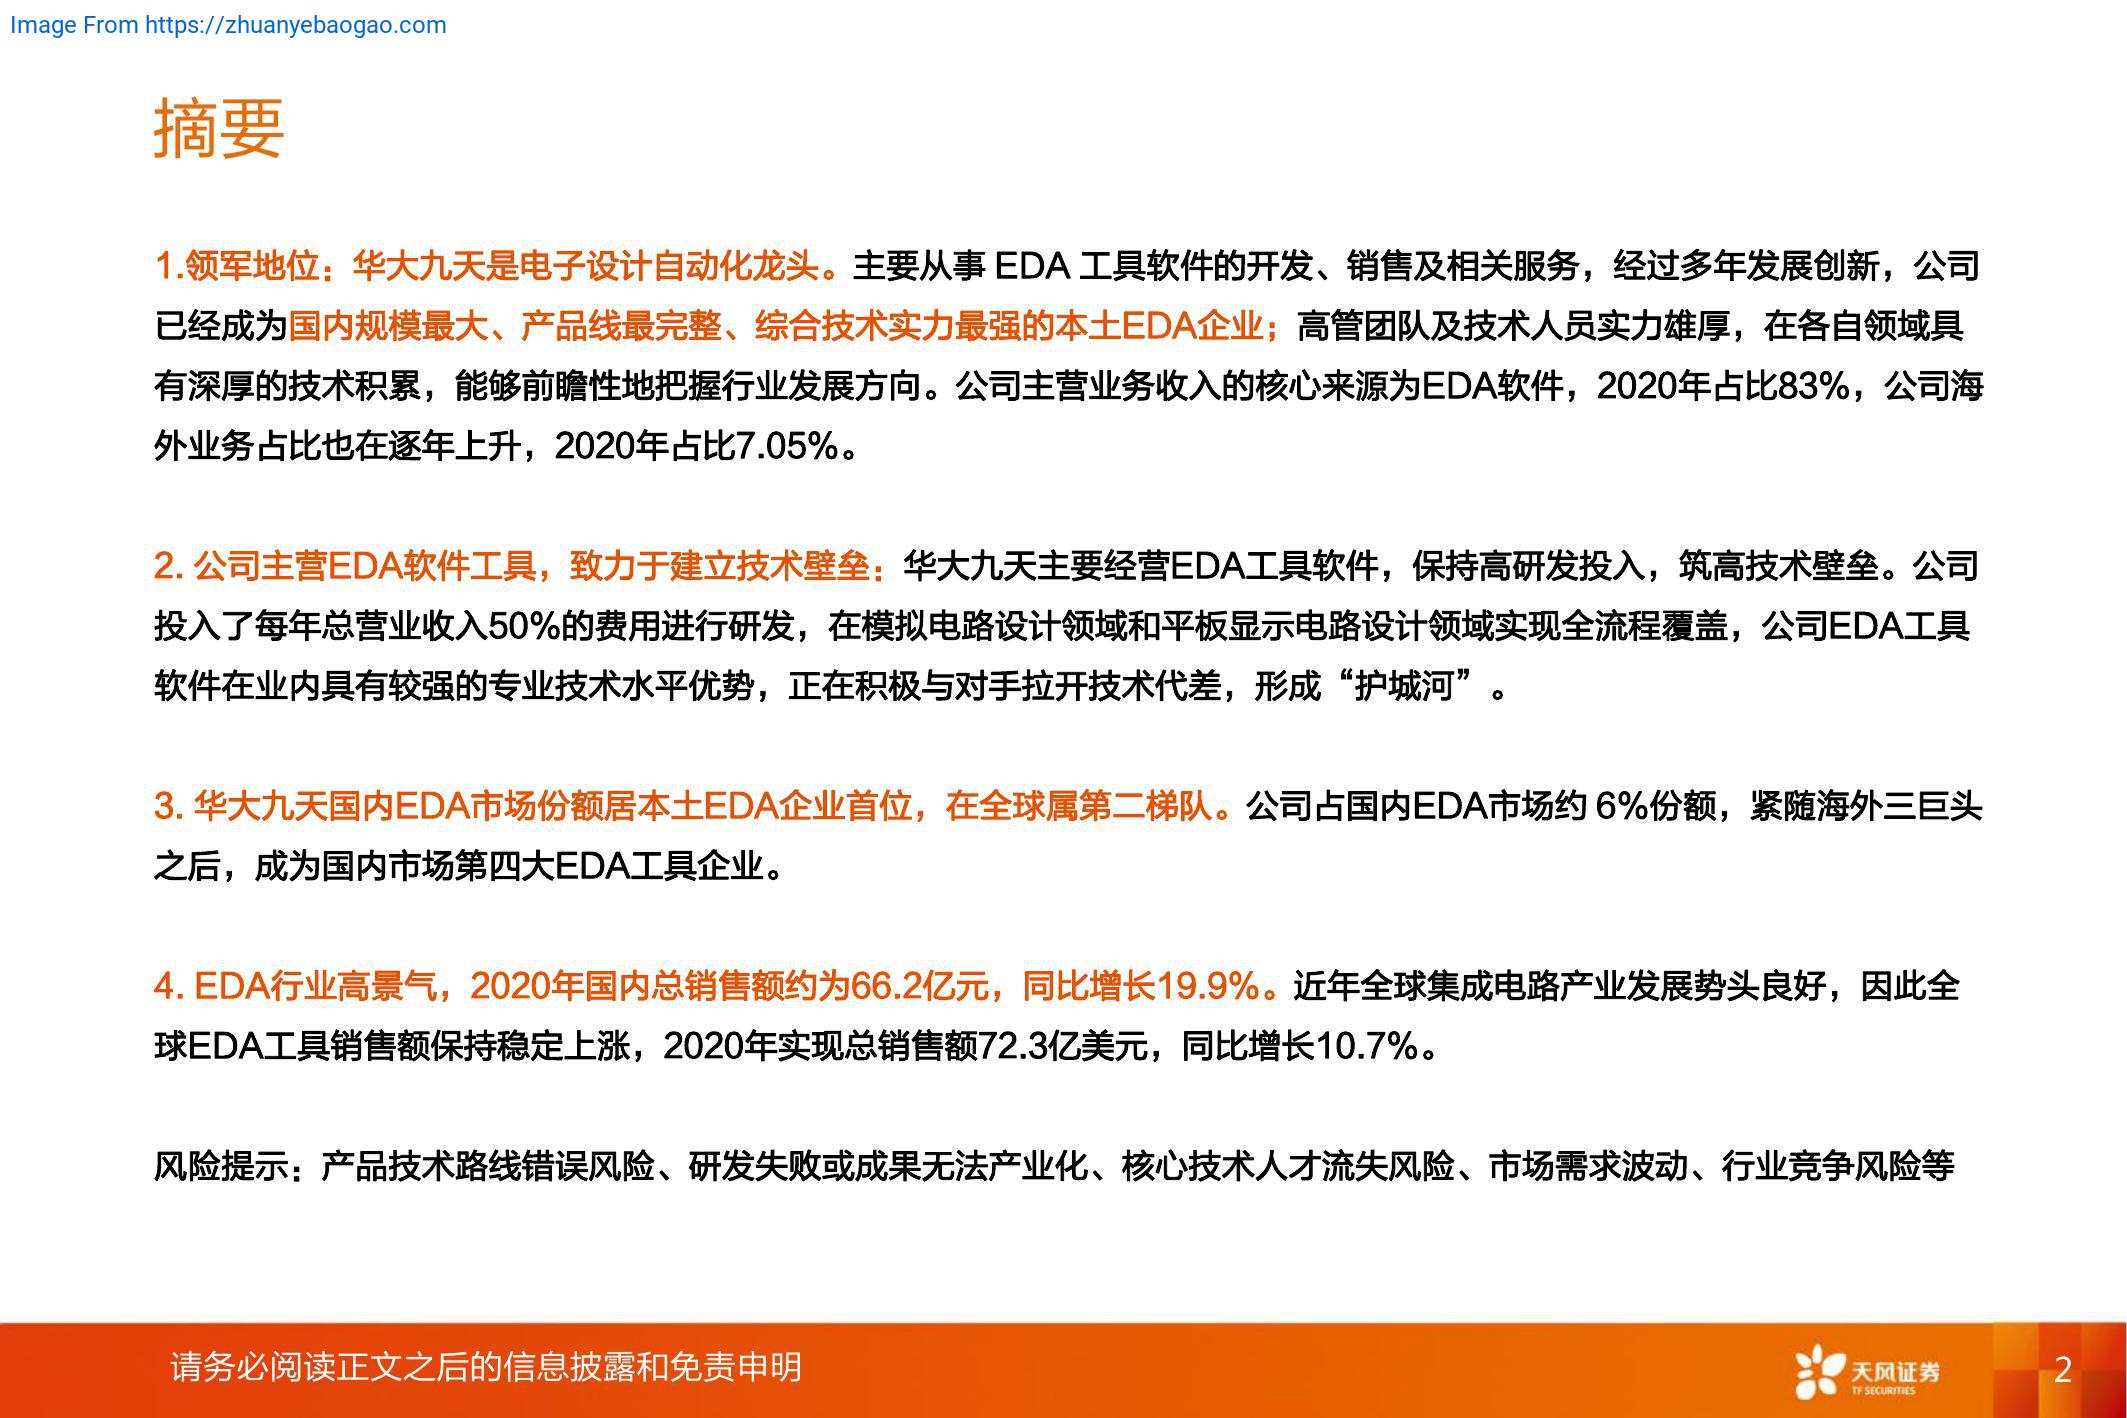 Image From https://zhuanyebaogao.com
摘要
1.领军地位：华大九天是电子设计自动化龙头。主要从事 EDA 工具软件的开发、销售及相关服务，经过多年发展创新，公司
已经成为国内规模最大、产品线最完整、综合技术实力最强的本土EDA企业；高管团队及技术人员实力雄厚，在各自领域具
有深厚的技术积累，能够前瞻性地把握行业发展方向。公司主营业务收入的核心来源为EDA软件，2020年占比83%，公司海
外业务占比也在逐年上升，2020年占比7.05%。
2. 公司主营EDA软件工具，致力于建立技术壁垒：华大九天主要经营EDA工具软件，保持高研发投入，筑高技术壁垒。公司
投入了每年总营业收入50%的费用进行研发，在模拟电路设计领域和平板显示电路设计领域实现全流程覆盖，公司EDA工具
软件在业内具有较强的专业技术水平优势，正在积极与对手拉开技术代差，形成“护城河”。
3. 华大九天国内EDA市场份额居本土EDA企业首位，在全球属第二梯队。公司占国内EDA市场约 6%份额，紧随海外三巨头
之后，成为国内市场第四大EDA工具企业。
4. EDA行业高景气，2020年国内总销售额约为66.2亿元，同比增长19.9%。近年全球集成电路产业发展势头良好，因此全
球EDA工具销售额保持稳定上涨，2020年实现总销售额72.3亿美元，同比增长10.7%。
风险提示：产品技术路线错误风险、研发失败或成果无法产业化、核心技术人才流失风险、市场需求波动、行业竞争风险等
请务必阅读正文之后的信息披露和免责申明
天风证券
TF SECURITIES
2